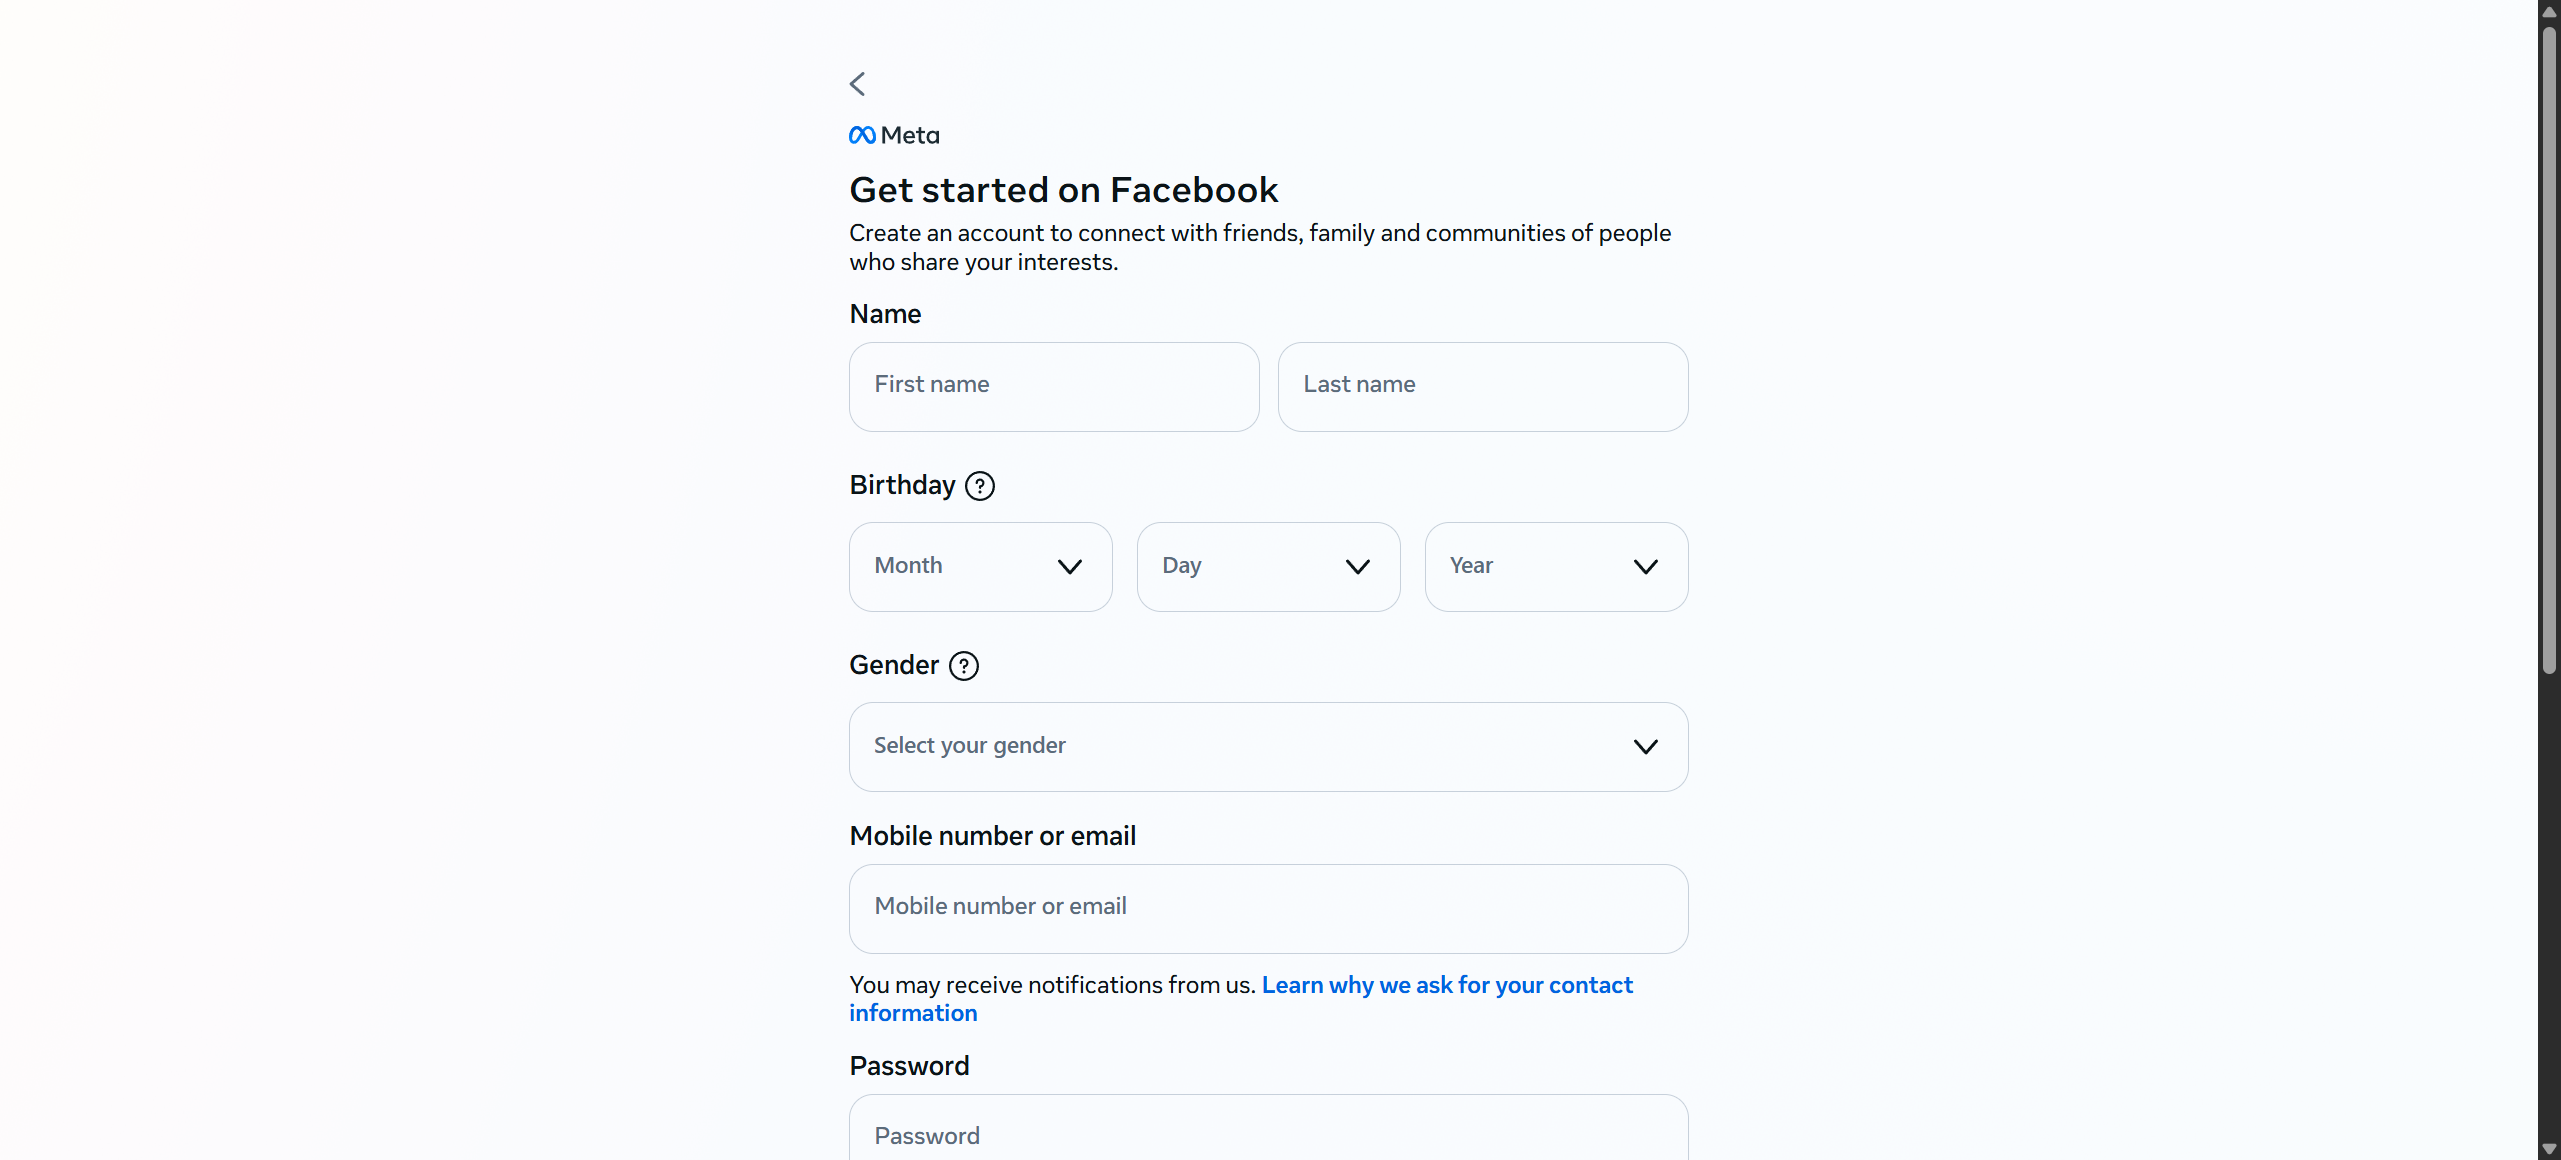 Meta
Get started on Facebook
Create an account to connect with friends, family and communities of people
who share your interests.
Name
First name
Last name
Birthday
Month
Day
Year
Gender
Select your gender
Mobile number or email
Mobile number or email
You may receive notifications from us. Learn why we ask for your contact
information
Password
Password